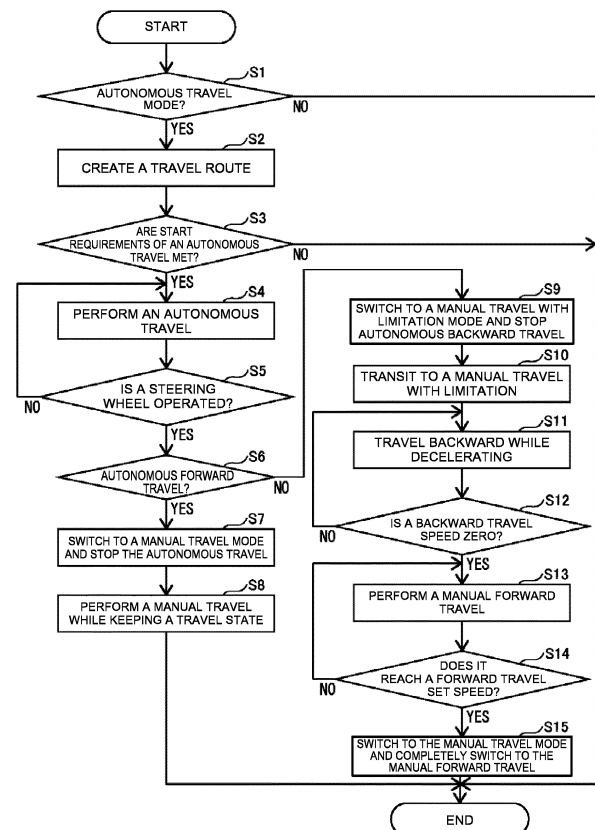 START
S1
AUTONOMOUS TRAVEL
MODE?
NO
YES
S2
CREATE A TRAVEL ROUTE
S3
ARE START
REQUIREMENTS OF AN AUTONOMOUS
TRAVEL MET?
NO
YES
S4
PERFORM AN AUTONOMOUS
TRAVEL
S5
IS A STEERING
WHEEL OPERATED?
NO
YES
S6
AUTONOMOUS FORWARD
TRAVEL?
NO
YES
S7
SWITCH TO A MANUAL TRAVEL MODE
AND STOP THE AUTONOMOUS TRAVEL
S8
PERFORM A MANUAL TRAVEL
WHILE KEEPING A TRAVEL STATE
S9
SWITCH TO A MANUAL TRAVEL WITH
LIMITATION MODE AND STOP
AUTONOMOUS BACKWARD TRAVEL
S10
TRANSIT TO A MANUAL TRAVEL
WITH LIMITATION
S11
TRAVEL BACKWARD WHILE
DECELERATING
S12
IS A BACKWARD TRAVEL
SPEED ZERO?
NO
YES
S13
PERFORM A MANUAL FORWARD
TRAVEL
S14
DOES IT
REACH A FORWARD TRAVEL
SET SPEED?
NO
YES
S15
SWITCH TO THE MANUAL TRAVEL MODE
AND COMPLETELY SWITCH TO THE
MANUAL FORWARD TRAVEL
END